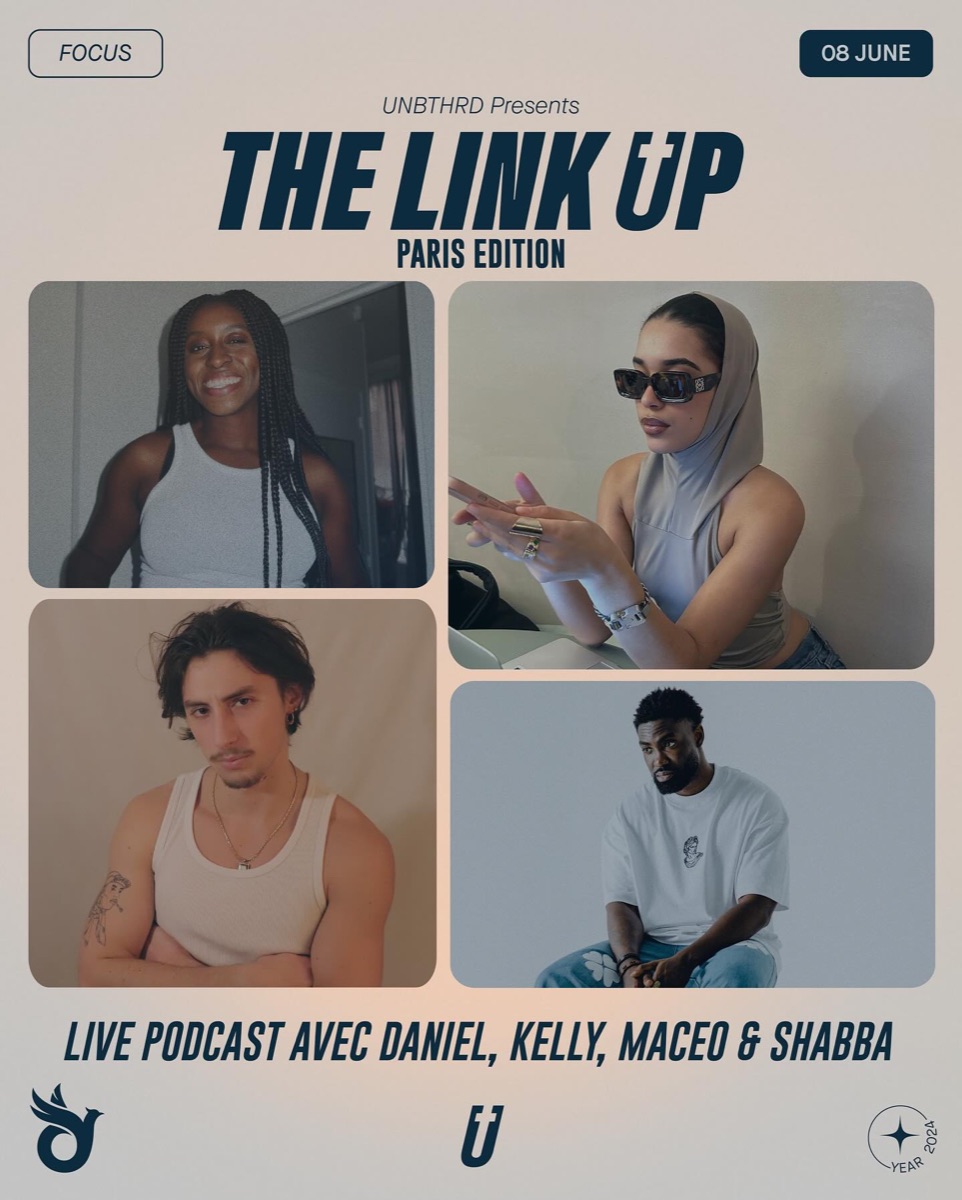 FOCUS
08 JUNE
UNBTHRD Presents
THE LINK UP
PARIS EDITION
LIVE PODCAST AVEC DANIEL, KELLY, MACEO & SHABBA
U
YEAR 2024